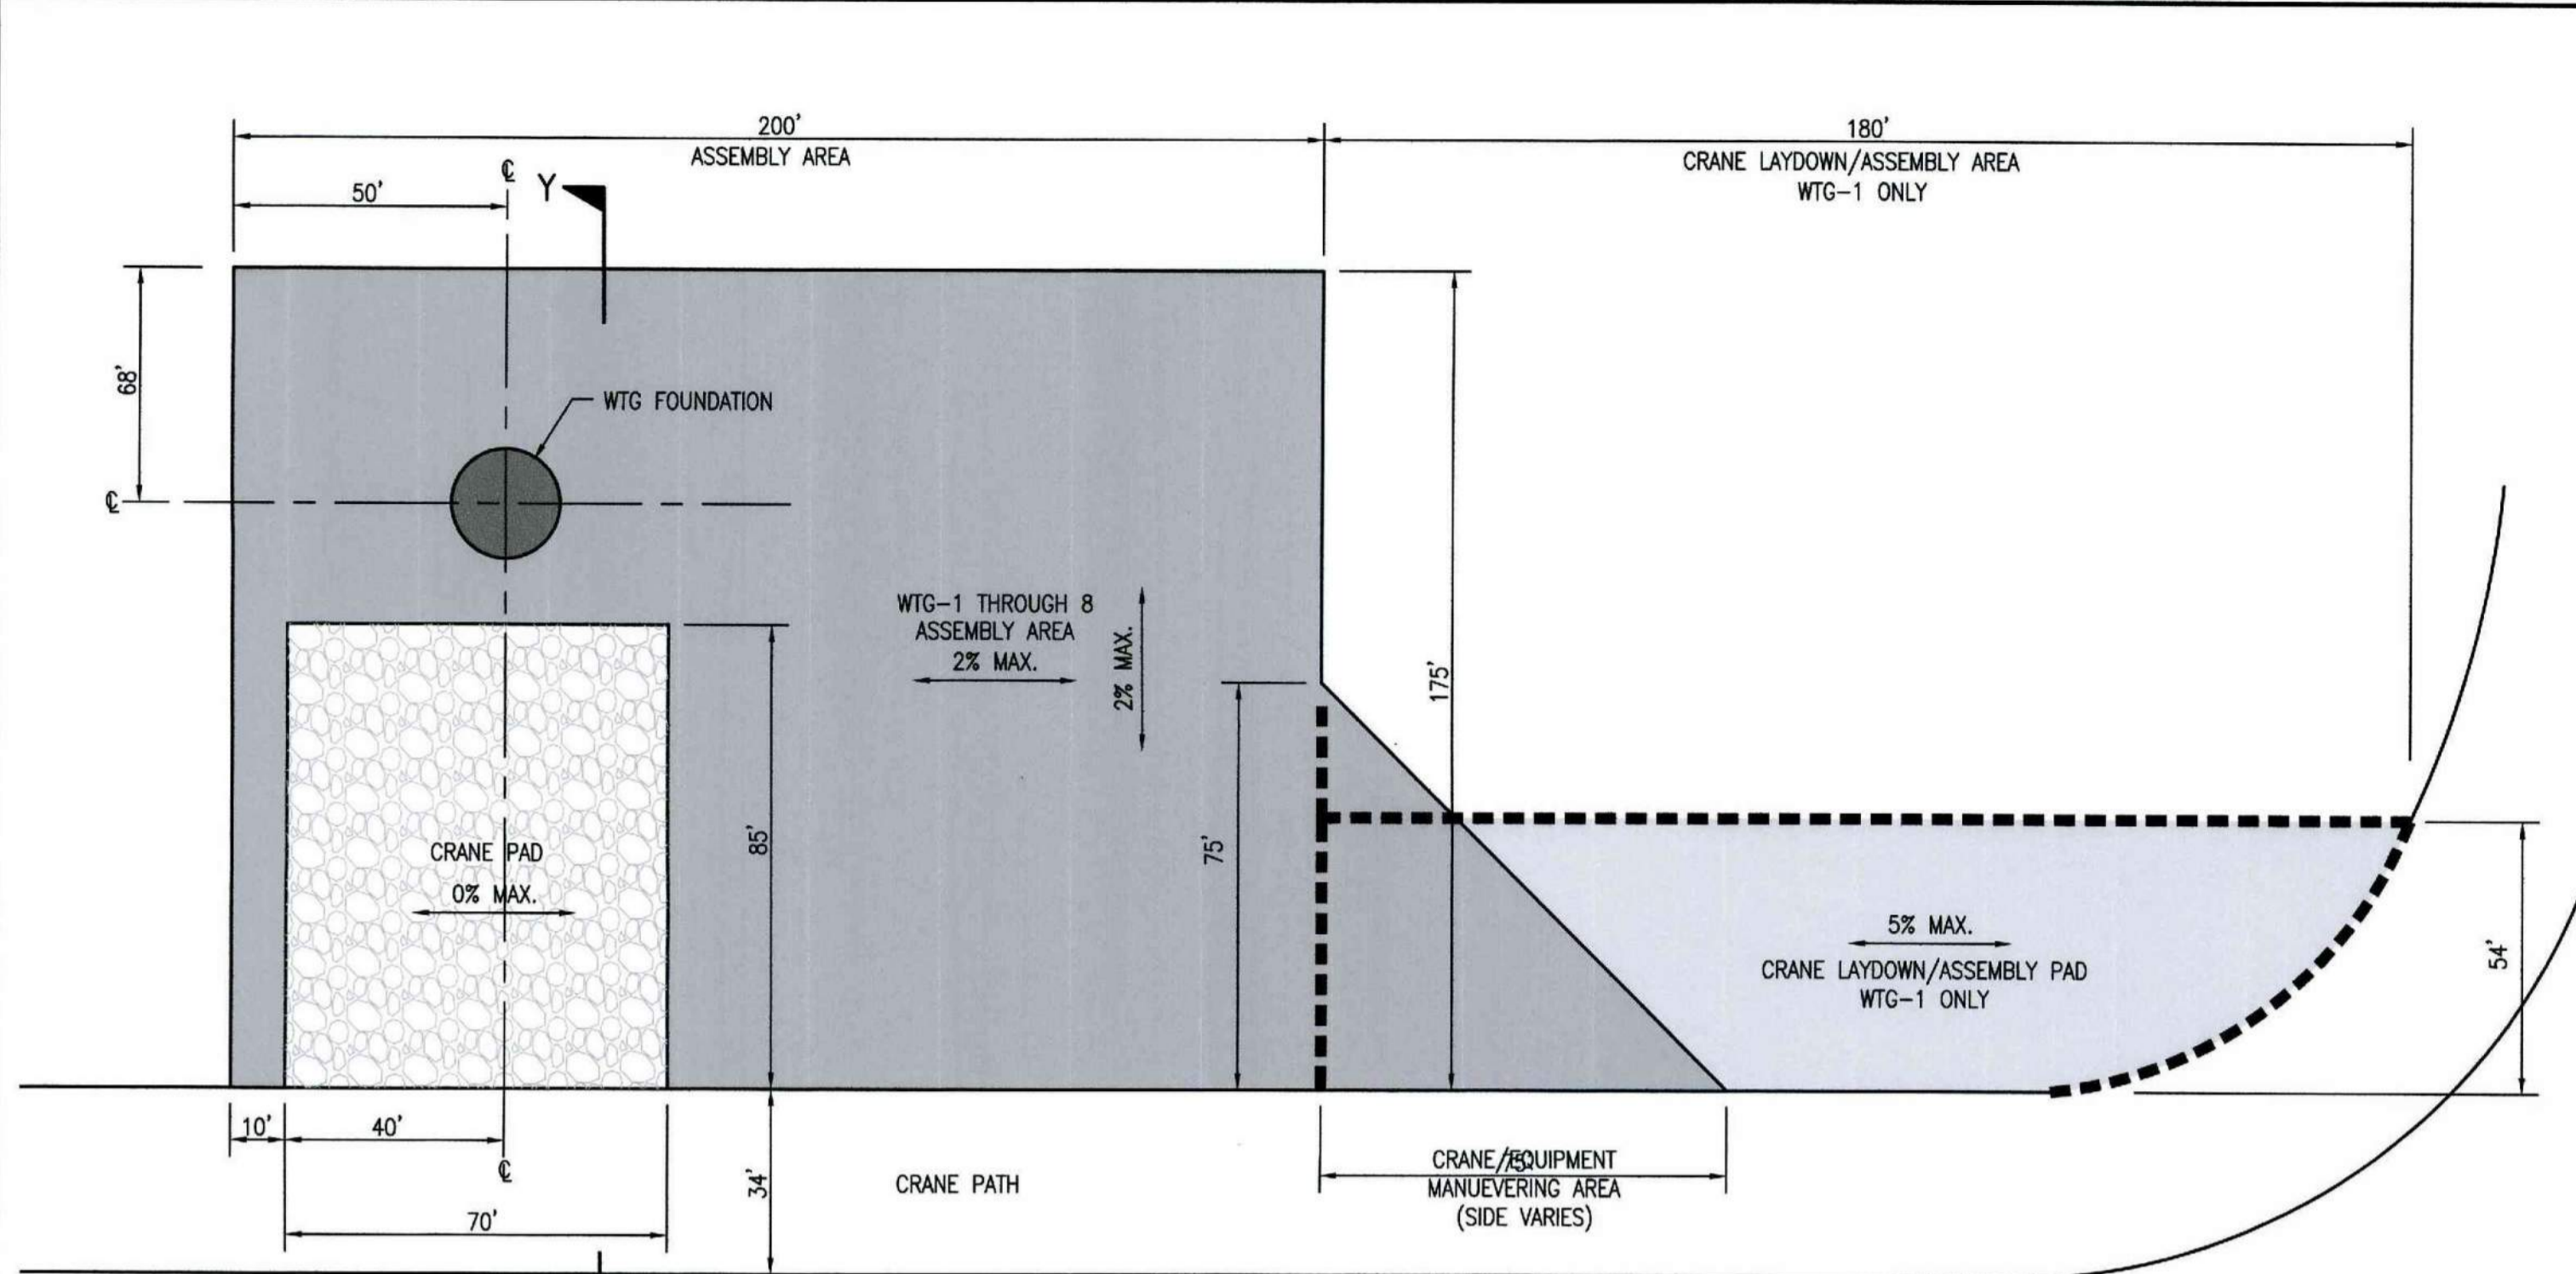 200'
ASSEMBLY AREA
180'
CRANE LAYDOWN/ASSEMBLY AREA
WTG-1 ONLY
50'
℄
Y
68'
WTG FOUNDATION
℄
WTG-1 THROUGH 8
ASSEMBLY AREA
2% MAX.
2% MAX.
175'
75'
85'
CRANE PAD
0% MAX.
5% MAX.
CRANE LAYDOWN/ASSEMBLY PAD
WTG-1 ONLY
54'
10'
40'
℄
70'
34'
CRANE PATH
CRANE/EQUIPMENT
75'
MANUEVERING AREA
(SIDE VARIES)